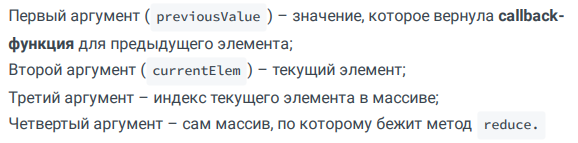 Первый аргумент ( previousValue ) – значение, которое вернула callback-
функция для предыдущего элемента;
Второй аргумент ( currentElem ) – текущий элемент;
Третий аргумент – индекс текущего элемента в массиве;
Четвертый аргумент – сам массив, по которому бежит метод reduce.